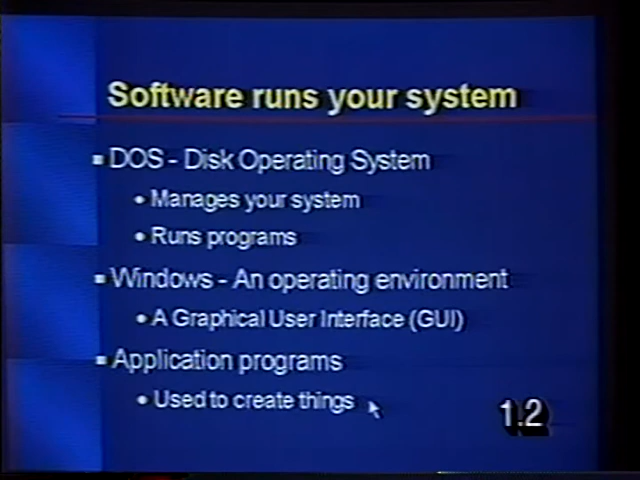 Software runs your system
DOS - Disk Operating System
Manages your system
Runs programs
Windows - An operating environment
A Graphical User Interface (GUI)
Application programs
Used to create things
1.2